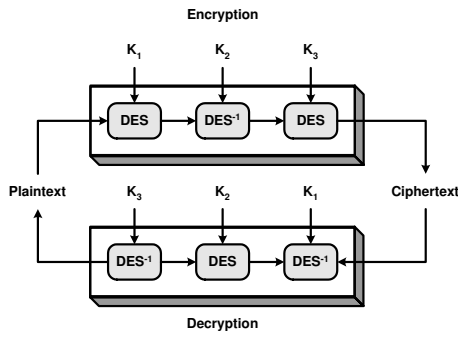 Encryption
K1 K2 K3
DES DES-1 DES
Plaintext Ciphertext
K3 K2 K1
DES-1 DES DES-1
Decryption